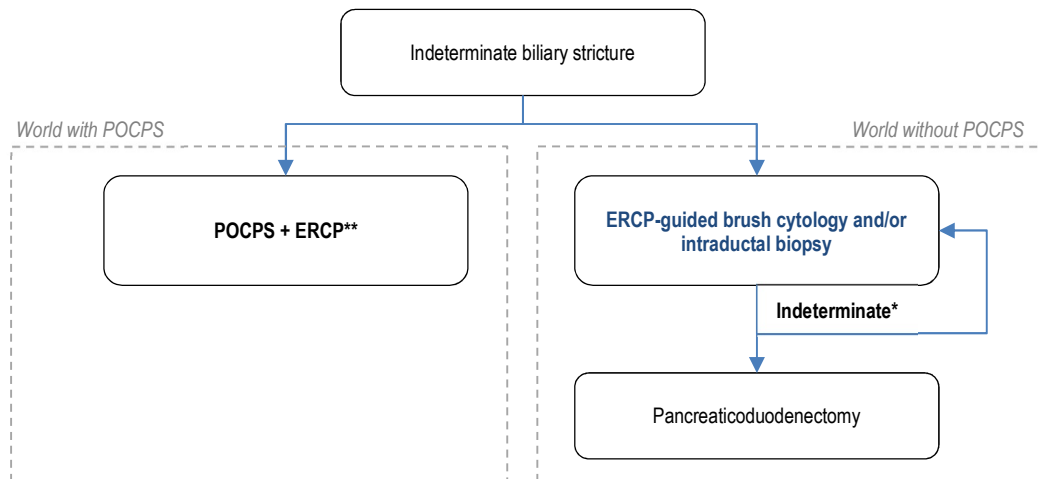 Indeterminate biliary stricture
World with POCPS
World without POCPS
POCPS + ERCP**
ERCP-guided brush cytology and/or
intraductal biopsy
Indeterminate*
Pancreaticoduodenectomy